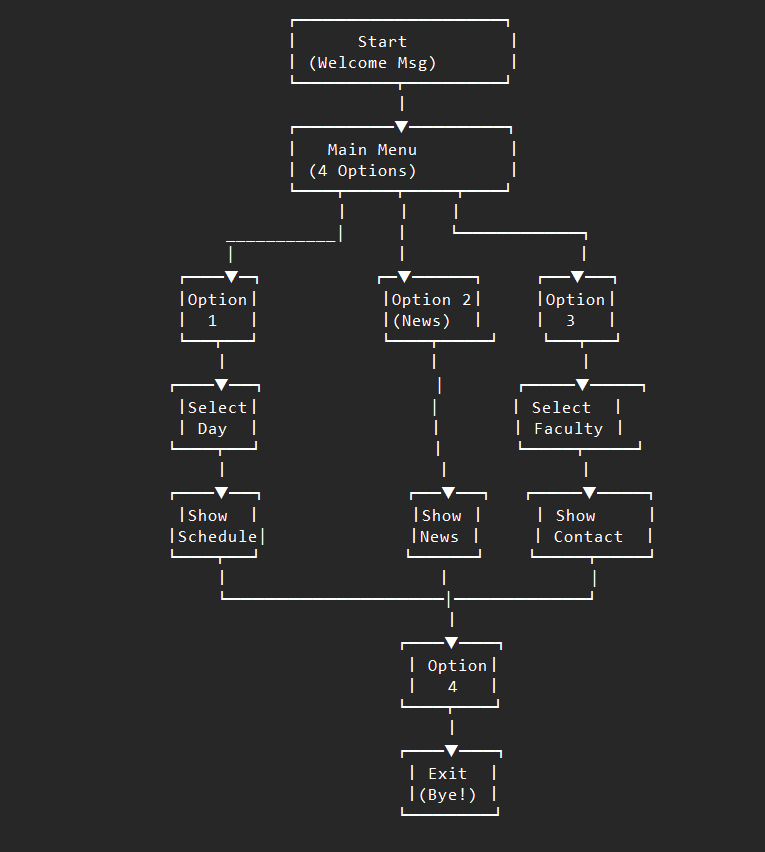 Start
(Welcome Msg)
Main Menu
(4 Options)
Option Option 2 Option
1 (News) 3
Select Select
Day Faculty
Show Show Show
Schedule News Contact
Option
4
Exit
(Bye!)